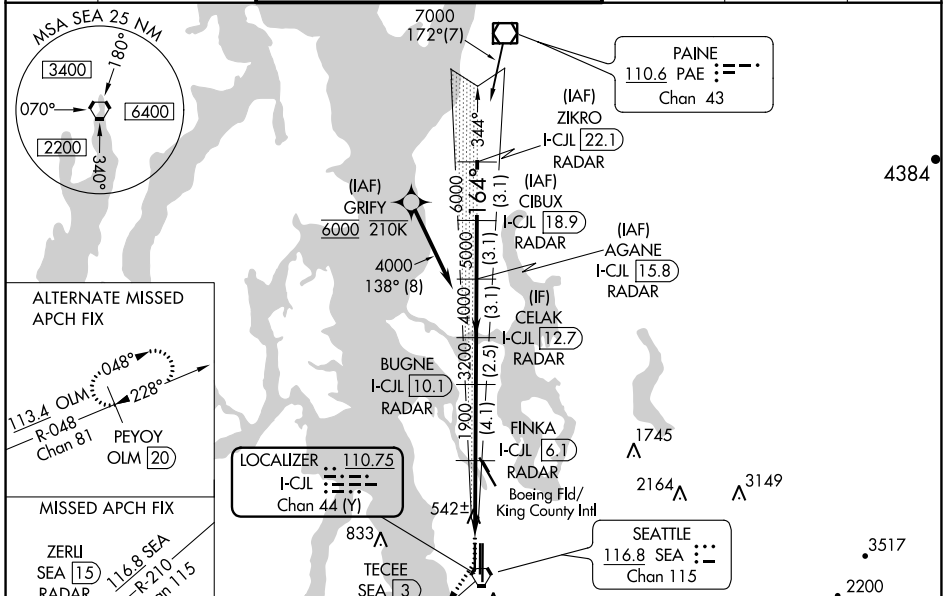 MSA SEA 25 NM
180°
3400
070°
6400
2200
340°
7000
172°(7)
PAINE
110.6 PAE
Chan 43
344°
164°
(IAF)
ZIKRO
I-CJL 22.1
RADAR
4384
6000
(3.1)
(IAF)
GRIFY
6000 210K
(IAF)
CIBUX
I-CJL 18.9
RADAR
5000
(3.1)
(IAF)
AGANE
I-CJL 15.8
RADAR
4000
138° (8)
4000
(3.1)
(IF)
CELAK
I-CJL 12.7
RADAR
3200
(2.5)
BUGNE
I-CJL 10.1
RADAR
1900
(4.1)
FINKA
I-CJL 6.1
RADAR
Boeing Fld/
King County Intl
ALTERNATE MISSED
APCH FIX
048°
228°
113.4 OLM
R-048
Chan 81
PEYOY
OLM 20
LOCALIZER 110.75
I-CJL
Chan 44 (Y)
1745
2164
3149
542±
833
MISSED APCH FIX
ZERLI
SEA 15
RADAR
116.8 SEA
R-210
an 115
TECEE
SEA 3
SEATTLE
116.8 SEA
Chan 115
3517
2200